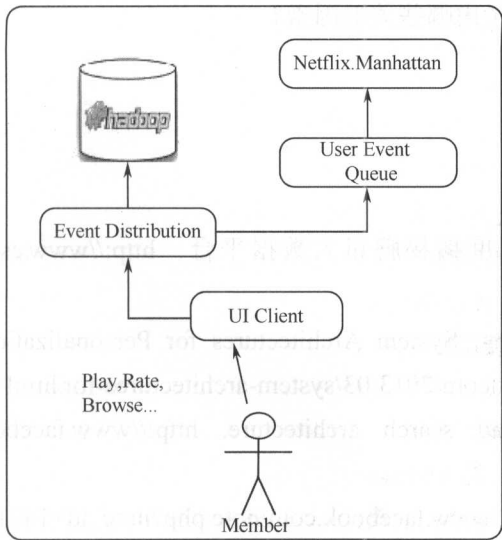 Netflix.Manhattan
hadoop
User Event
Queue
Event Distribution
UI Client
Play,Rate,
Browse...
Member